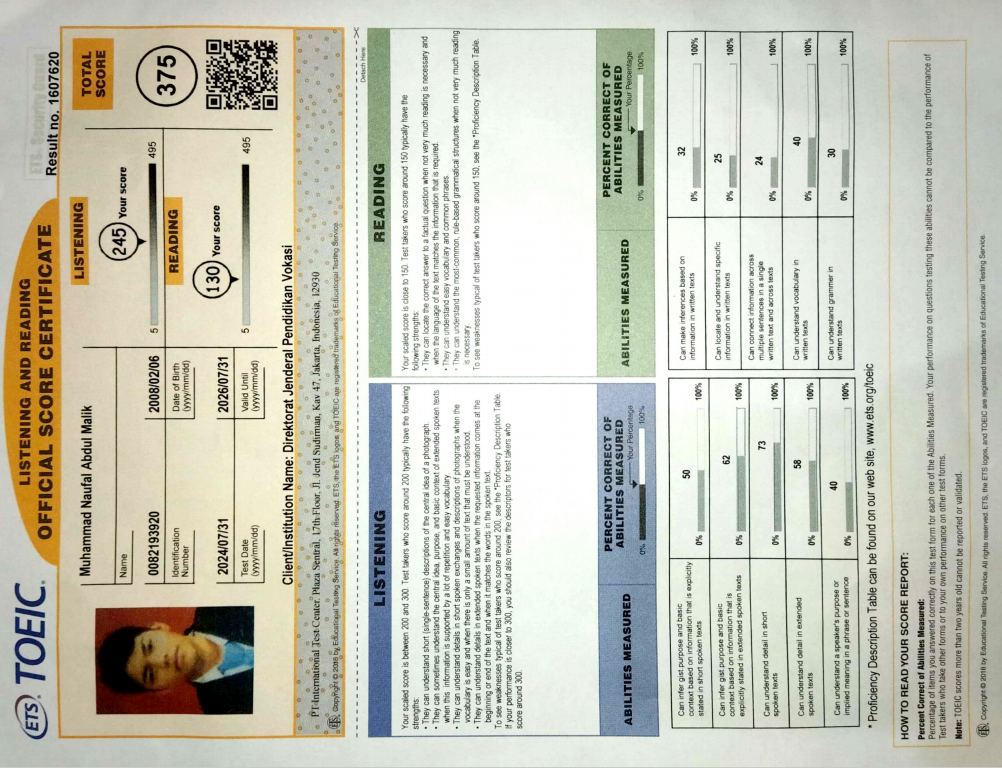 ETS® TOEIC®
LISTENING AND READING
OFFICIAL SCORE CERTIFICATE
Result no. 1607620
Muhammad Naufal Abdul Malik
Name
0082193920
Identification
Number
2008/02/06
Date of Birth
(yyyy/mm/dd)
2024/07/31
Test Date
(yyyy/mm/dd)
2026/07/31
Valid Until
(yyyy/mm/dd)
LISTENING
245 Your score
5 495
READING
130 Your score
5 495
TOTAL
SCORE
375
Client/Institution Name: Direktorat Jenderal Pendidikan Vokasi
PT-International Test Center, Plaza Sentral, 17th Floor, Jl. Jend Sudirman, Kav 47, Jakarta, Indonesia, 12930
Copyright © 2018 by Educational Testing Service. All rights reserved. ETS, the ETS logos, and TOEIC are registered trademarks of Educational Testing Service.
Detach Here
LISTENING
Your scaled score is between 200 and 300. Test takers who score around 200 typically have the following
strengths:
• They can understand short (single-sentence) descriptions of the central idea of a photograph.
• They can sometimes understand the central idea, purpose, and basic context of extended spoken texts
when this information is supported by a lot of repetition and easy vocabulary.
• They can understand details in short spoken exchanges and descriptions of photographs when the
vocabulary is easy and when there is only a small amount of text that must be understood.
• They can understand details in extended spoken texts when the requested information comes at the
beginning or end of the text and when it matches the words in the spoken text.
To see weaknesses typical of test takers who score around 200, see the *Proficiency Description Table.
If your performance is closer to 300, you should also review the descriptors for test takers who
score around 300.
ABILITIES MEASURED
PERCENT CORRECT OF
ABILITIES MEASURED
Your Percentage
0% 100%
Can infer gist purpose and basic
context based on information that is explicitly
stated in short spoken texts
50
0% 100%
Can infer gist purpose and basic
context based on information that is
explicitly stated in extended spoken texts
62
0% 100%
Can understand detail in short
spoken texts
73
0% 100%
Can understand detail in extended
spoken texts
58
0% 100%
Can understand a speaker's purpose or
implied meaning in a phrase or sentence
40
0% 100%
READING
Your scaled score is close to 150. Test takers who score around 150 typically have the
following strengths:
• They can locate the correct answer to a factual question when not very much reading is necessary and
when the language of the text matches the information that is required.
• They can understand easy vocabulary and common phrases.
• They can understand the most-common, rule-based grammatical structures when not very much reading
is necessary.
To see weaknesses typical of test takers who score around 150, see the *Proficiency Description Table.
ABILITIES MEASURED
PERCENT CORRECT OF
ABILITIES MEASURED
Your Percentage
0% 100%
Can make inferences based on
information in written texts
32
0% 100%
Can locate and understand specific
information in written texts
25
0% 100%
Can connect information across
multiple sentences in a single
written text and across texts
24
0% 100%
Can understand vocabulary in
written texts
40
0% 100%
Can understand grammer in
written texts
30
0% 100%
* Proficiency Description Table can be found on our web site, www.ets.org/toeic
HOW TO READ YOUR SCORE REPORT:
Percent Correct of Abilities Measured:
Percentage of items you answered correctly on this test form for each one of the Abilities Measured. Your performance on questions testing these abilities cannot be compared to the performance of
Test takers who take other forms or to your own performance on other test forms.
Note: TOEIC scores more than two years old cannot be reported or validated.
Copyright © 2018 by Educational Testing Service. All rights reserved. ETS, the ETS logos, and TOEIC are registered trademarks of Educational Testing Service.